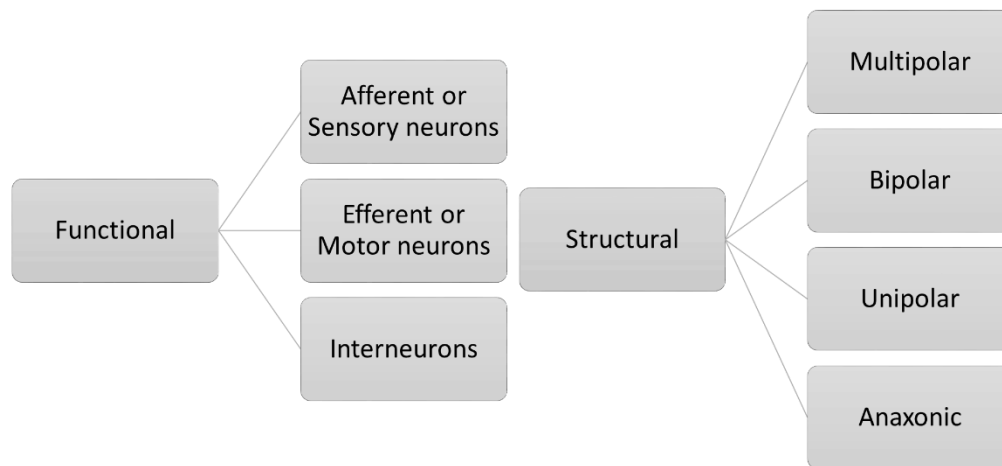 Functional
Afferent or
Sensory neurons
Efferent or
Motor neurons
Interneurons
Structural
Multipolar
Bipolar
Unipolar
Anaxonic